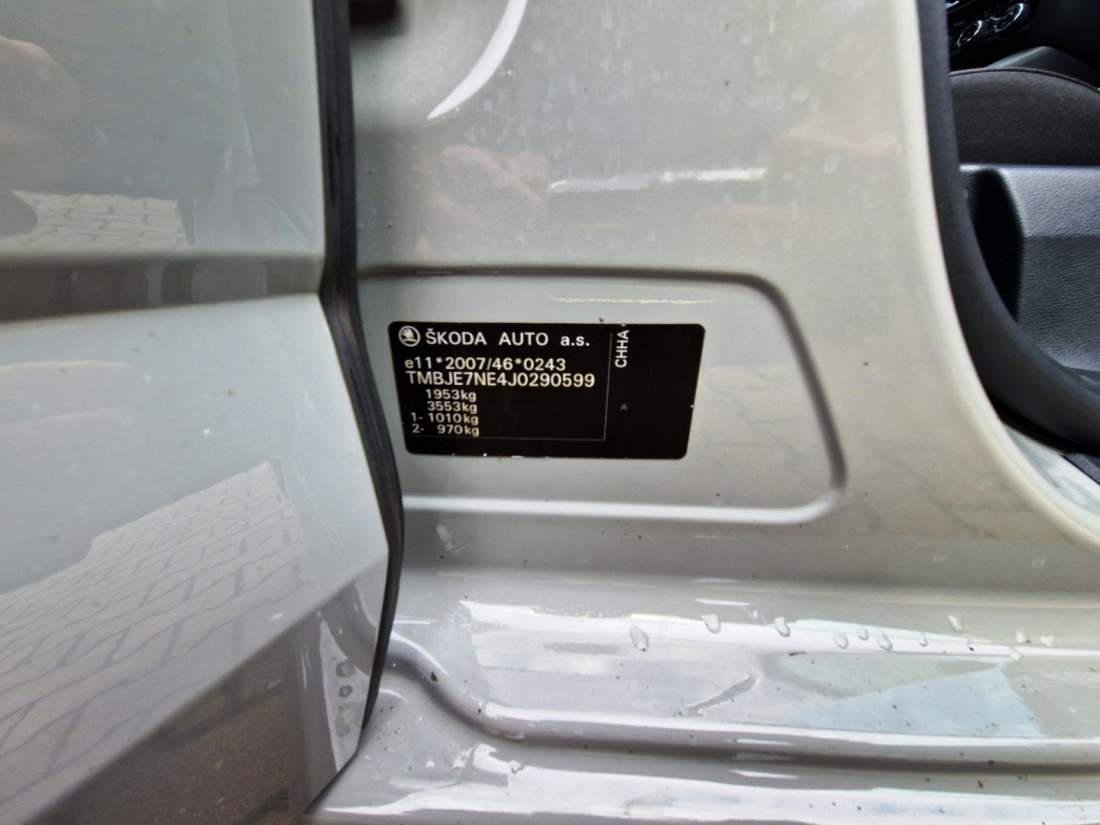 ŠKODA AUTO a.s.
e11*2007/46*0243
TMBJE7NE4J0290599
1953kg
3553kg
1- 1010kg
2- 970kg
CHHA